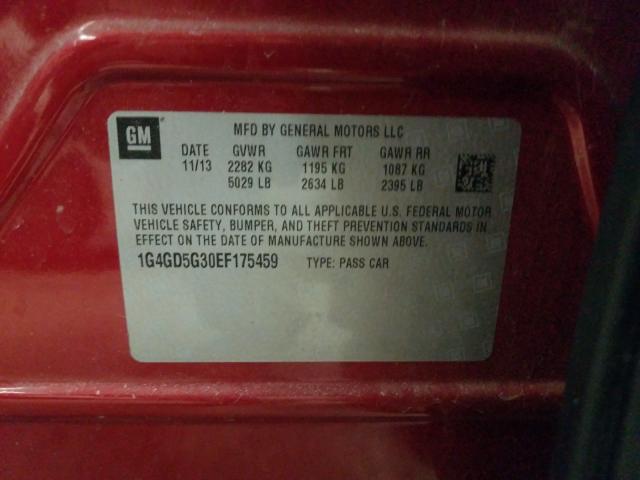 GM
MFD BY GENERAL MOTORS LLC
DATE GVWR GAWR FRT GAWR RR
11/13 2282 KG 1195 KG 1087 KG
5029 LB 2634 LB 2395 LB
THIS VEHICLE CONFORMS TO ALL APPLICABLE U.S. FEDERAL MOTOR
VEHICLE SAFETY, BUMPER, AND THEFT PREVENTION STANDARDS IN
EFFECT ON THE DATE OF MANUFACTURE SHOWN ABOVE.
1G4GD5G30EF175459 TYPE: PASS CAR